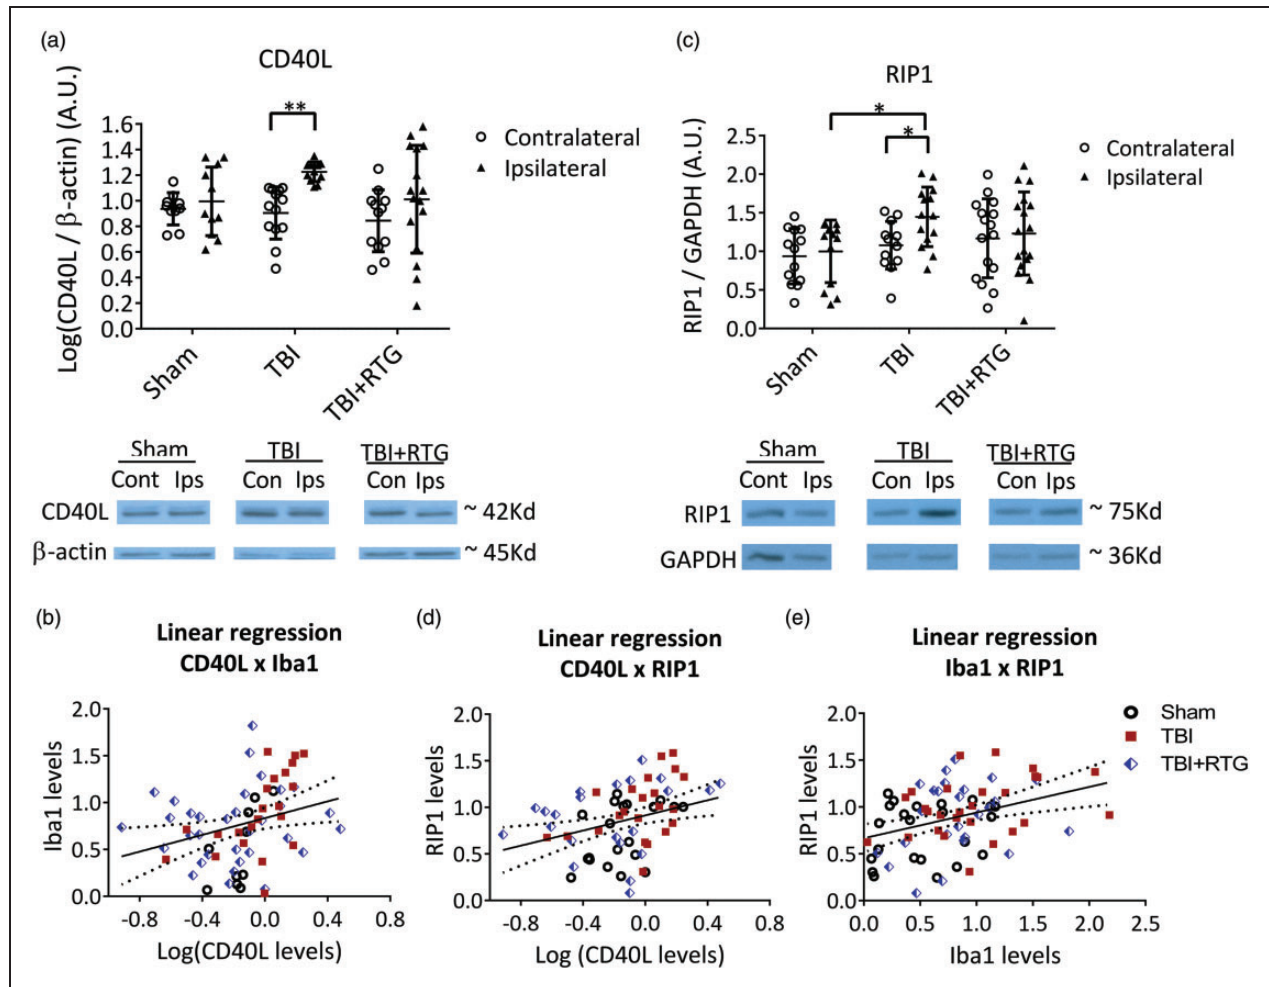 (a)
CD40L
**
Log(CD40L / β-actin) (A.U.)
1.6
1.4
1.2
1.0
0.8
0.6
0.4
0.2
0.0
Contralateral
Ipsilateral
Sham
TBI
TBI+RTG
Sham TBI TBI+RTG
Cont Ips Con Ips Con Ips
CD40L ~ 42Kd
β-actin ~ 45Kd
(c)
RIP1
*
*
RIP1 / GAPDH (A.U.)
2.5
2.0
1.5
1.0
0.5
0.0
Contralateral
Ipsilateral
Sham
TBI
TBI+RTG
Sham TBI TBI+RTG
Cont Ips Con Ips Con Ips
RIP1 ~ 75Kd
GAPDH ~ 36Kd
(b)
Linear regression
CD40L x Iba1
Iba1 levels
2.0
1.5
1.0
0.5
0.0
-0.8 -0.4 0.0 0.4 0.8
Log(CD40L levels)
(d)
Linear regression
CD40L x RIP1
RIP1 levels
2.0
1.5
1.0
0.5
0.0
-0.8 -0.4 0.0 0.4 0.8
Log (CD40L levels)
(e)
Linear regression
Iba1 x RIP1
RIP1 levels
2.0
1.5
1.0
0.5
0.0
0.0 0.5 1.0 1.5 2.0 2.5
Iba1 levels
Sham
TBI
TBI+RTG